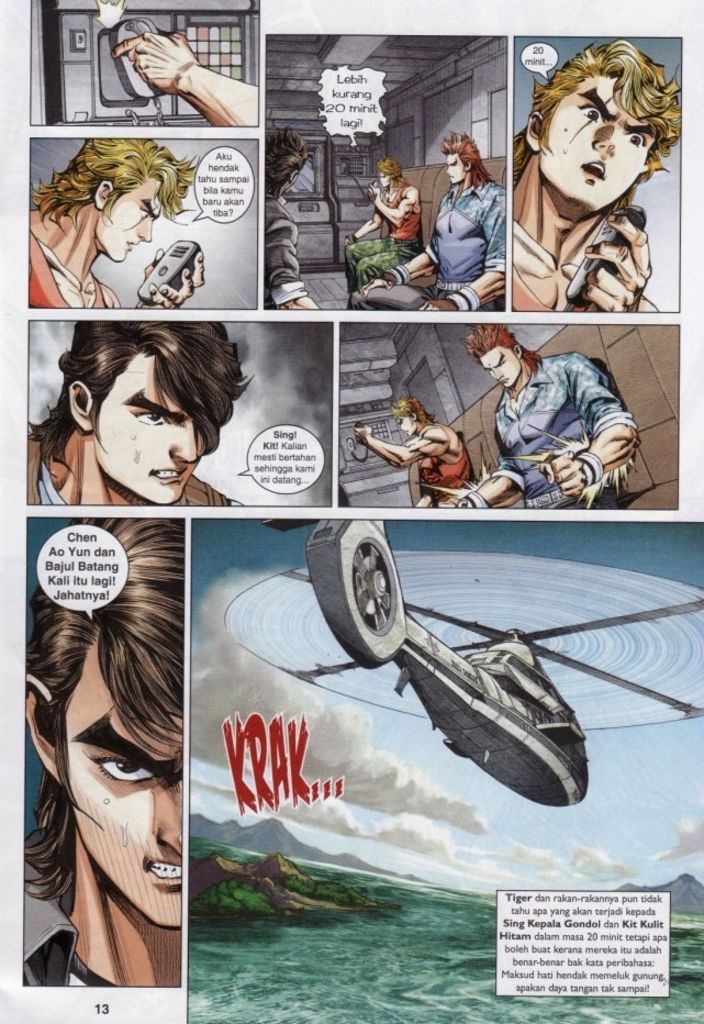 Aku
hendak
tahu sampai
bila kamu
baru akan
tiba?
Lebih
kurang
20 minit
lagi!
20
minit...
Sing!
Kit! Kalian
mesti bertahan
sehingga kami
ini datang...
Chen
Ao Yun dan
Bajul Batang
Kali itu lagi!
Jahatnya!
KRAK...
Tiger dan rakan-rakannya pun tidak
tahu apa yang akan terjadi kepada
Sing Kepala Gondol dan Kit Kulit
Hitam dalam masa 20 minit tetapi apa
boleh buat kerana mereka itu adalah
benar-benar bak kata peribahasa:
Maksud hati hendak memeluk gunung,
apakan daya tangan tak sampai!
13